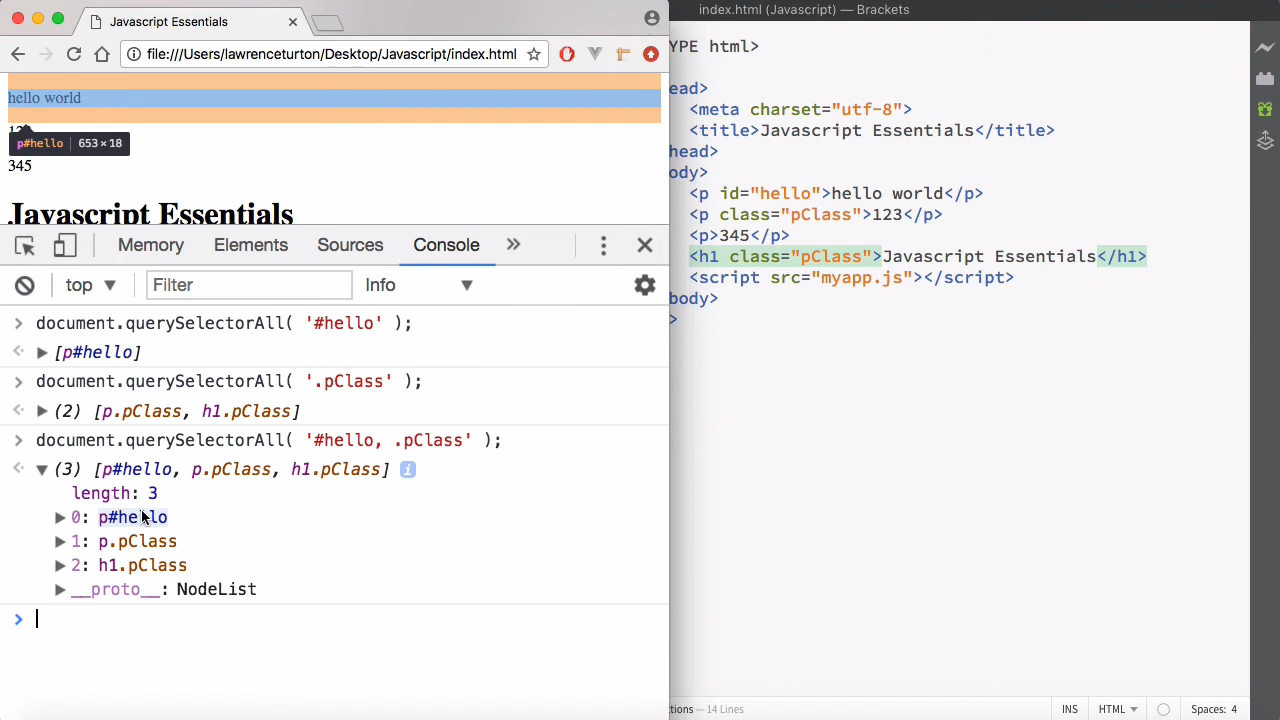 Javascript Essentials
file:///Users/lawrenceturton/Desktop/Javascript/index.html
hello world
p#hello 653 × 18
345
Javascript Essentials
Memory Elements Sources Console »
top Filter Info
> document.querySelectorAll( '#hello' );
[p#hello]
> document.querySelectorAll( '.pClass' );
(2) [p.pClass, h1.pClass]
> document.querySelectorAll( '#hello, .pClass' );
(3) [p#hello, p.pClass, h1.pClass] i
length: 3
0: p#hello
1: p.pClass
2: h1.pClass
__proto__: NodeList
>
index.html (Javascript) — Brackets
YPE html>
ead>
<meta charset="utf-8">
<title>Javascript Essentials</title>
head>
ody>
<p id="hello">hello world</p>
<p class="pClass">123</p>
<p>345</p>
<h1 class="pClass">Javascript Essentials</h1>
<script src="myapp.js"></script>
body>
>
ctions — 14 Lines INS HTML Spaces: 4